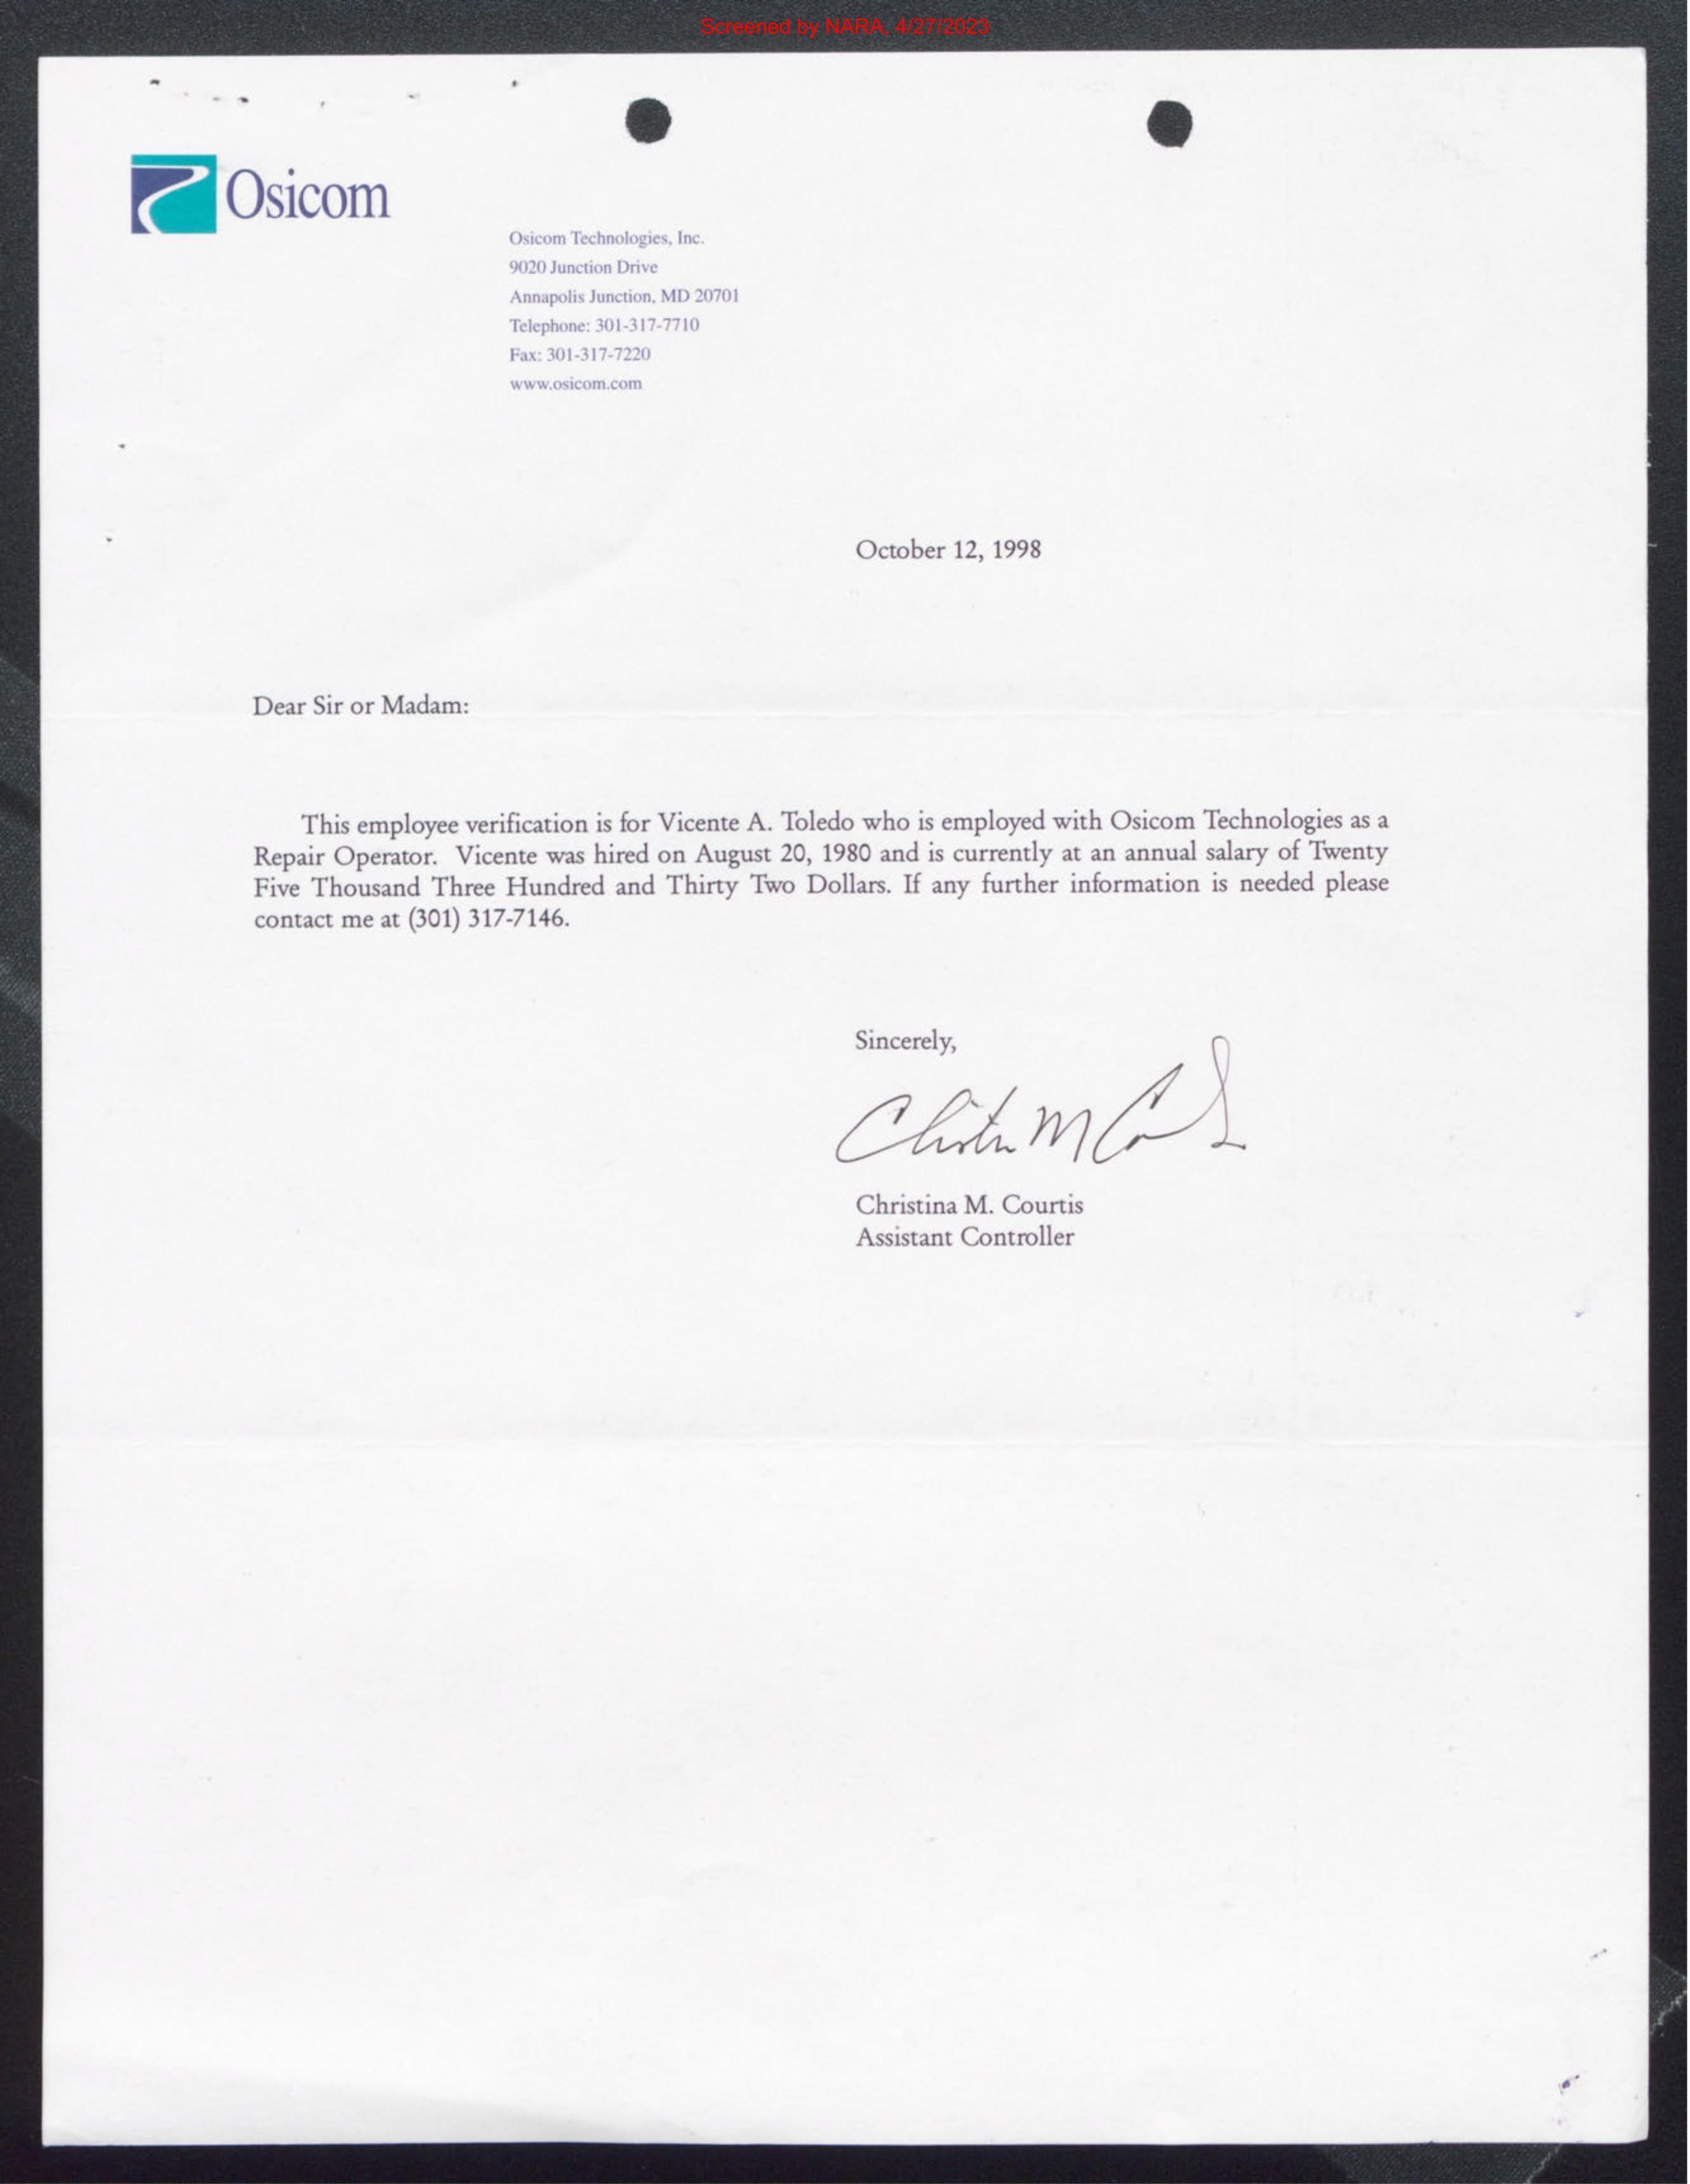 Screened by NARA, 4/27/2023
Osicom
Osicom Technologies, Inc.
9020 Junction Drive
Annapolis Junction, MD 20701
Telephone: 301-317-7710
Fax: 301-317-7220
www.osicom.com
October 12, 1998
Dear Sir or Madam:
This employee verification is for Vicente A. Toledo who is employed with Osicom Technologies as a
Repair Operator. Vicente was hired on August 20, 1980 and is currently at an annual salary of Twenty
Five Thousand Three Hundred and Thirty Two Dollars. If any further information is needed please
contact me at (301) 317-7146.
Sincerely,
Christina M. Courtis
Assistant Controller